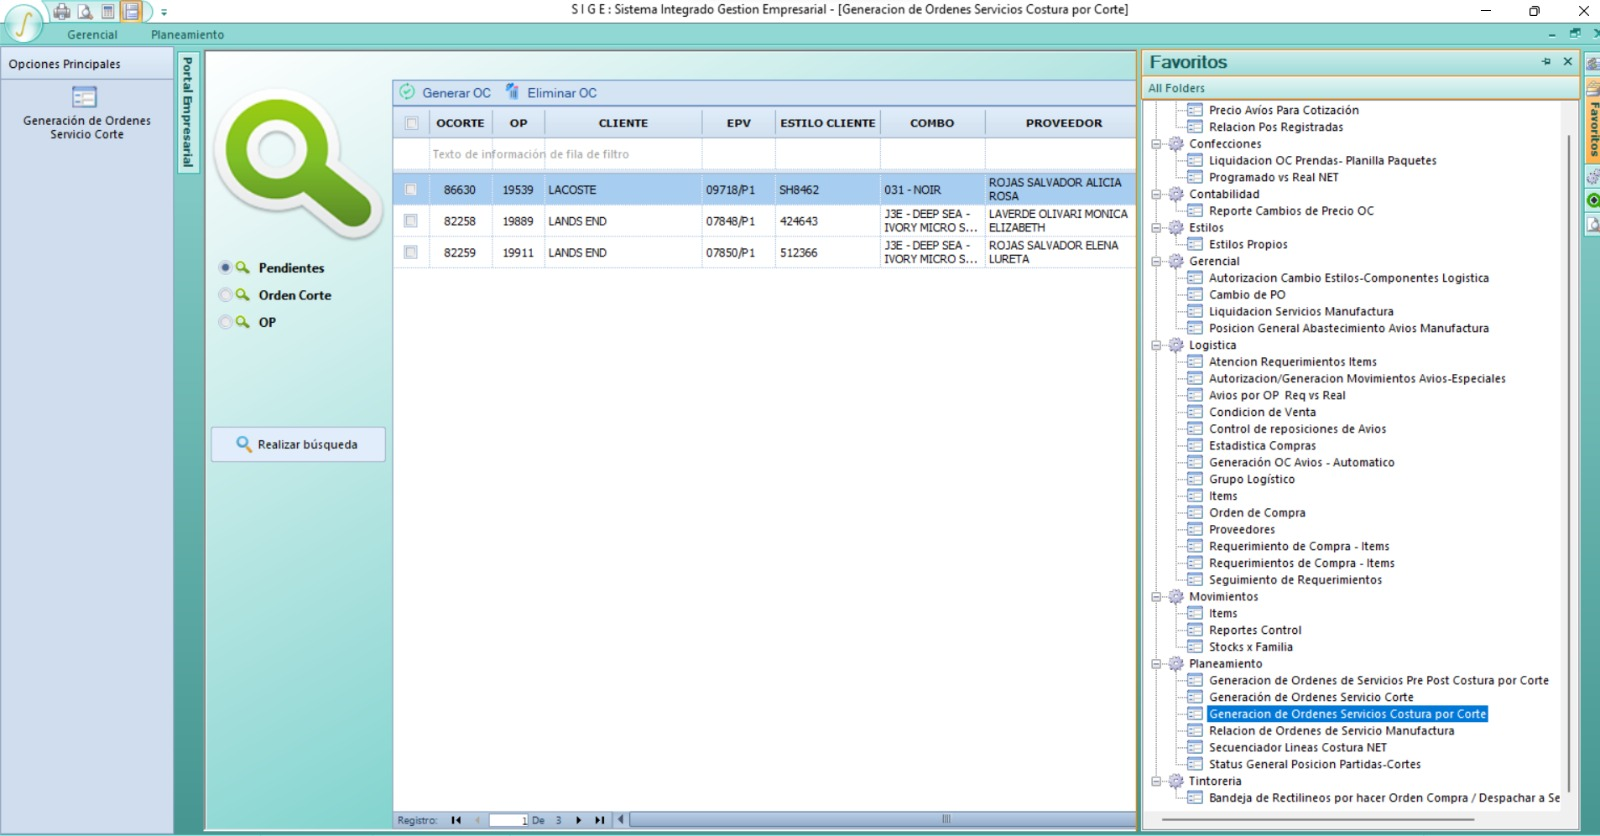 S I G E : Sistema Integrado Gestion Empresarial - [Generacion de Ordenes Servicios Costura por Corte]
Gerencial Planeamiento
Opciones Principales
Generación de Ordenes
Servicio Corte
Portal Empresarial
Pendientes
Orden Corte
OP
Realizar búsqueda
Generar OC Eliminar OC
OCORTE OP CLIENTE EPV ESTILO CLIENTE COMBO PROVEEDOR
Texto de información de fila de filtro
86630 19539 LACOSTE 09718/P1 SH8462 031 - NOIR ROJAS SALVADOR ALICIA
ROSA
82258 19889 LANDS END 07848/P1 424643 J3E - DEEP SEA - LAVERDE OLIVARI MONICA
IVORY MICRO S... ELIZABETH
82259 19911 LANDS END 07850/P1 512366 J3E - DEEP SEA - ROJAS SALVADOR ELENA
IVORY MICRO S... LURETA
Registro: 1 De 3
Favoritos
All Folders
Precio Avíos Para Cotización
Relacion Pos Registradas
Confecciones
Liquidacion OC Prendas- Planilla Paquetes
Programado vs Real NET
Contabilidad
Reporte Cambios de Precio OC
Estilos
Estilos Propios
Gerencial
Autorizacion Cambio Estilos-Componentes Logistica
Cambio de PO
Liquidacion Servicios Manufactura
Posicion General Abastecimiento Avios Manufactura
Logistica
Atencion Requerimientos Items
Autorizacion/Generacion Movimientos Avios-Especiales
Avios por OP  Req vs Real
Condicion de Venta
Control de reposiciones de Avios
Estadistica Compras
Generación OC Avios - Automatico
Grupo Logístico
Items
Orden de Compra
Proveedores
Requerimiento de Compra - Items
Requerimientos de Compra - Items
Seguimiento de Requerimientos
Movimientos
Items
Reportes Control
Stocks x Familia
Planeamiento
Generacion de Ordenes de Servicios Pre Post Costura por Corte
Generación de Ordenes Servicio Corte
Generacion de Ordenes Servicios Costura por Corte
Relacion de Ordenes de Servicio Manufactura
Secuenciador Lineas Costura NET
Status General Posicion Partidas-Cortes
Tintoreria
Bandeja de Rectilineos por hacer Orden Compra / Despachar a Se
Favoritos